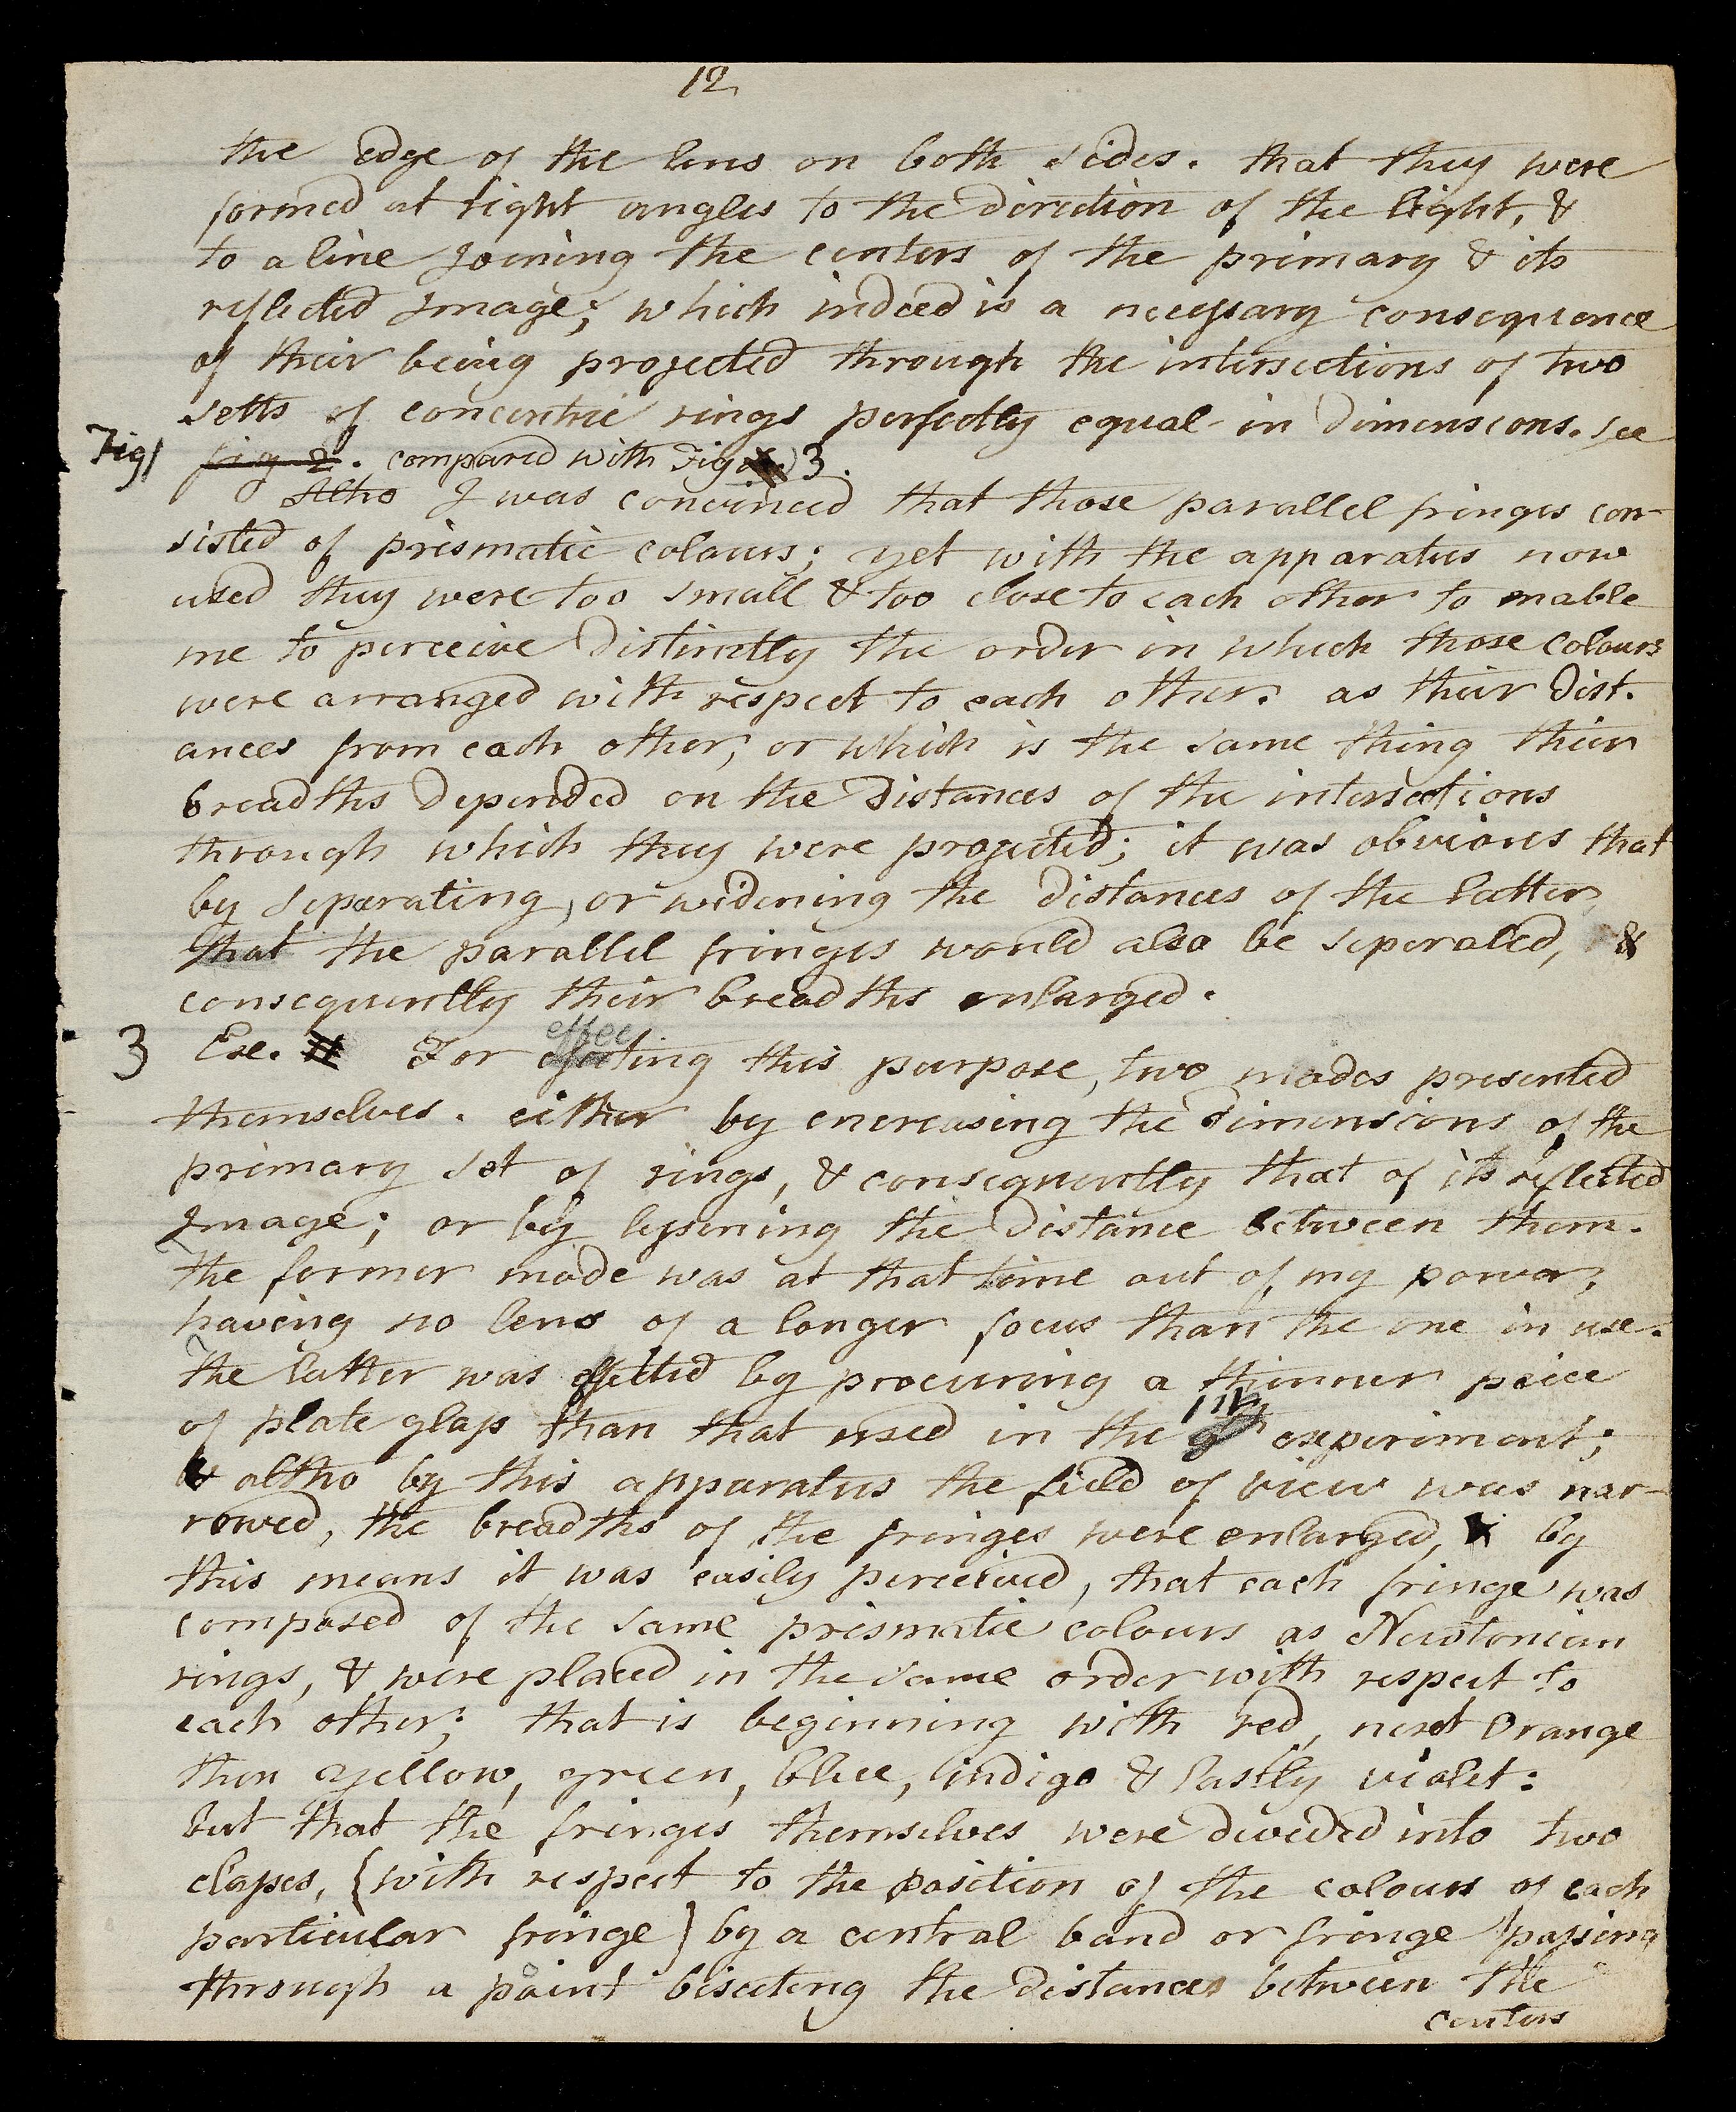 12
the edge of the lens on both sides. that they were
formed at right angles to the direction of the light, &
to a line joining the centers of the primary & its
reflected Image; which indeed is a necessary consequence
of their being projected through the intersections of two
setts of concentric rings perfectly equal in dimensions. see
Fig 1 fig. 2. compared with Fig 3.
Altho I was convinced that those parallel fringes con-
sisted of prismatic colours; yet with the apparatus now
used they were too small & too close to each other to enable
me to perceive distinctly the order in which those colours
were arranged with respect to each other. as their dist.
ances from each other, or which is the same thing their
breadths depended on the distances of the intersections
through which they were projected; it was obvious that
by separating, or widening the distances of the latter,
that the parallel fringes would also be seperated, &
consequently their breadths enlarged.
3 Exe. For effecting this purpose, two modes presented
themselves. either by encreasing the dimensions of the
primary set of rings, & consequently that of its reflected
Image; or by lessening the distance between them.
the former mode was at that time out of my power,
having no lens of a longer focus than the one in use.
The latter was effected by procuring a thinner peice
of plate glass than that used in the experiment;
& altho by this apparatus the field of view was nar-
rowed, the breadths of the fringes were enlarged, & by
this means it was easily perceived, that each fringe was
composed of the same prismatic colours as Newtonian
rings, & were placed in the same order with respect to
each other; that is beginning with red, next Orange
then yellow, green, blue, indigo & lastly violet:
but that the fringes themselves were devided into two
classes, (with respect to the position of the colours of each
particular fringe) by a central band or fringe passing
through a point bisecting the distances between the
centers